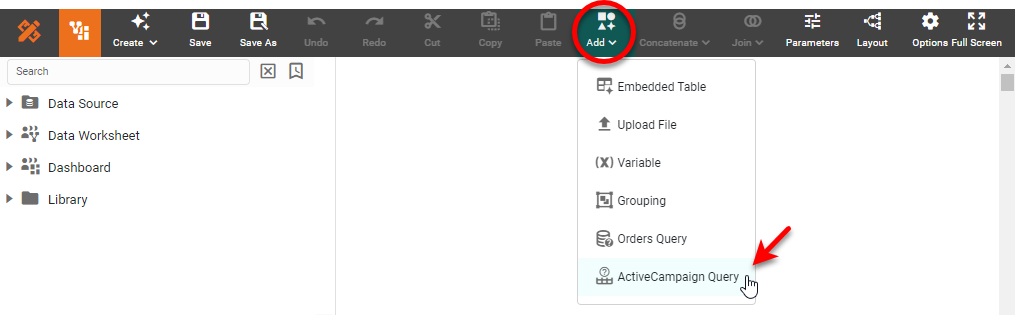 Create Save Save As Undo Redo Cut Copy Paste Add Concatenate Join Parameters Layout Options Full Screen
Search
Data Source
Data Worksheet
Dashboard
Library
Embedded Table
Upload File
(X) Variable
Grouping
Orders Query
ActiveCampaign Query